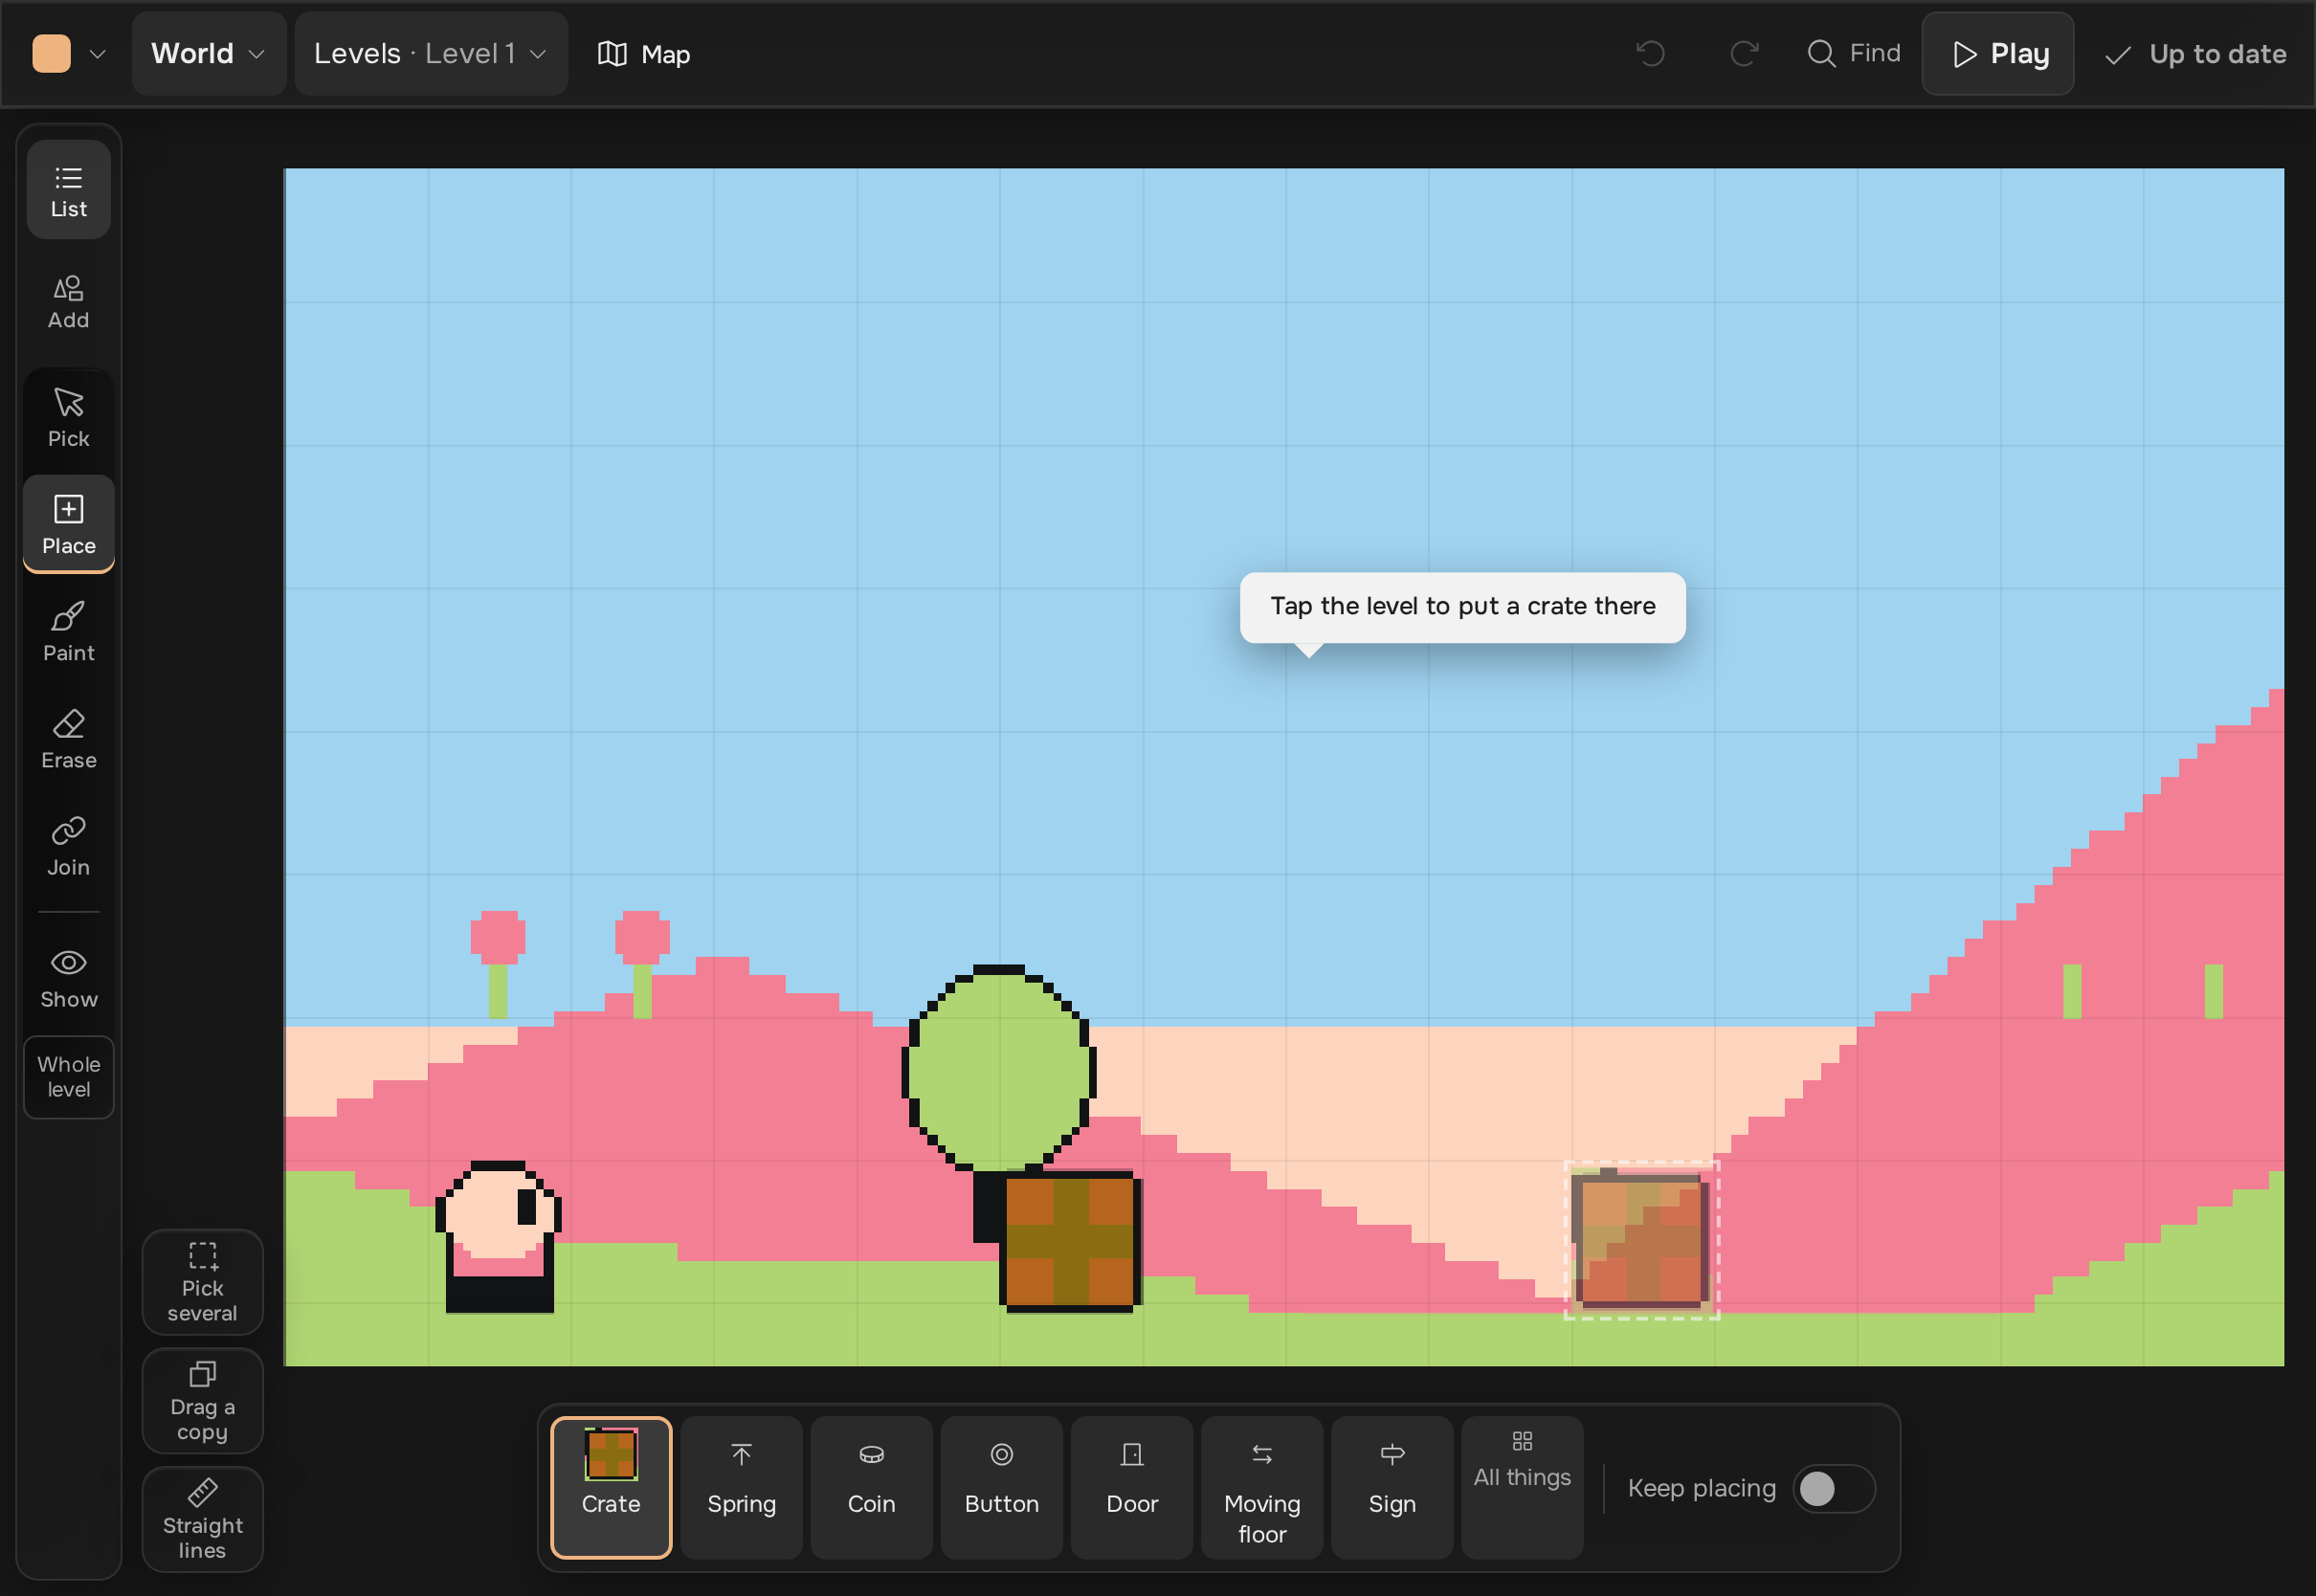 World
Levels · Level 1
Map
Find
Play
Up to date
List
Add
Pick
Place
Paint
Erase
Join
Show
Whole
level
Tap the level to put a crate there
Pick
several
Drag a
copy
Straight
lines
Crate
Spring
Coin
Button
Door
Moving
floor
Sign
All things
Keep placing